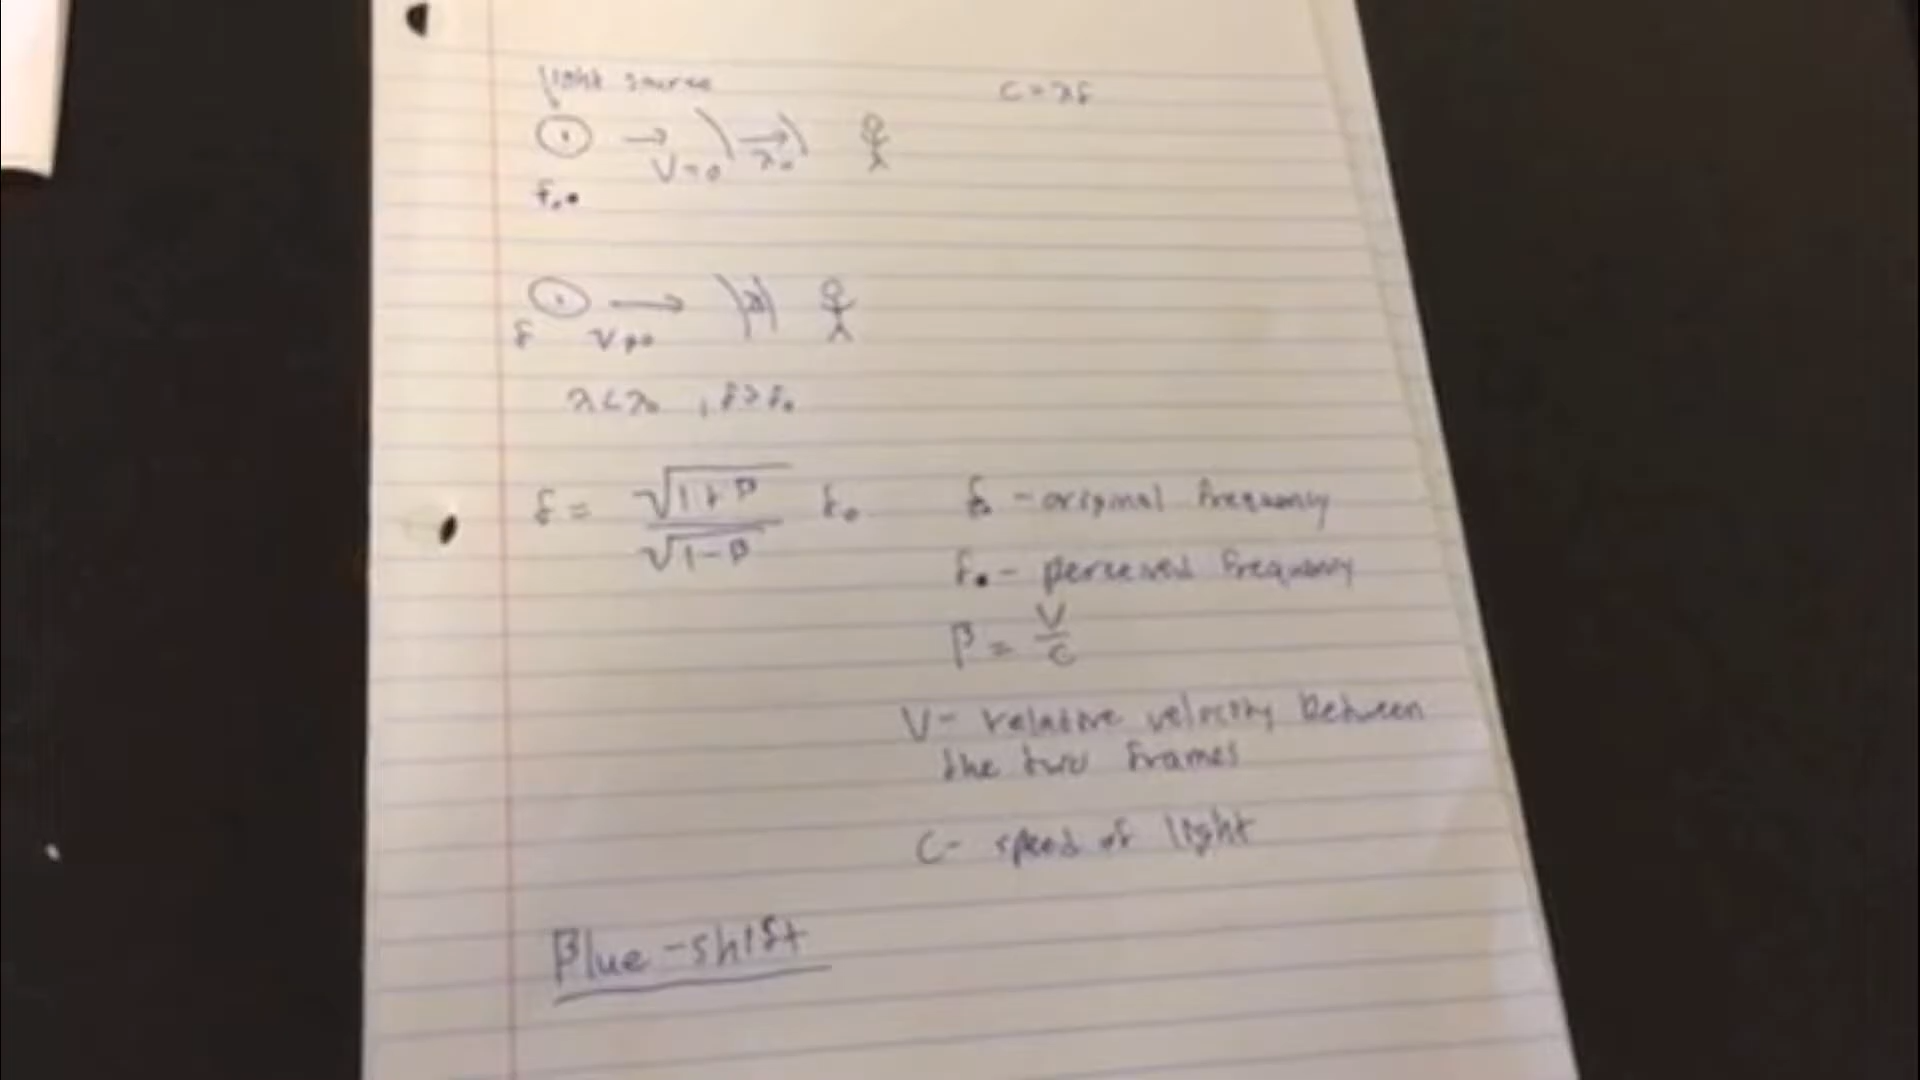 light source
c = λf
V = 0
λ₀
f₀
f
V > 0
λ
λ < λ₀ , f > f₀
f = √(1+β) / √(1-β) f₀
f₀ - original frequency
f. - perceived frequency
β = V/c
V - relative velocity between
the two frames
C - speed of light
Blue-shift